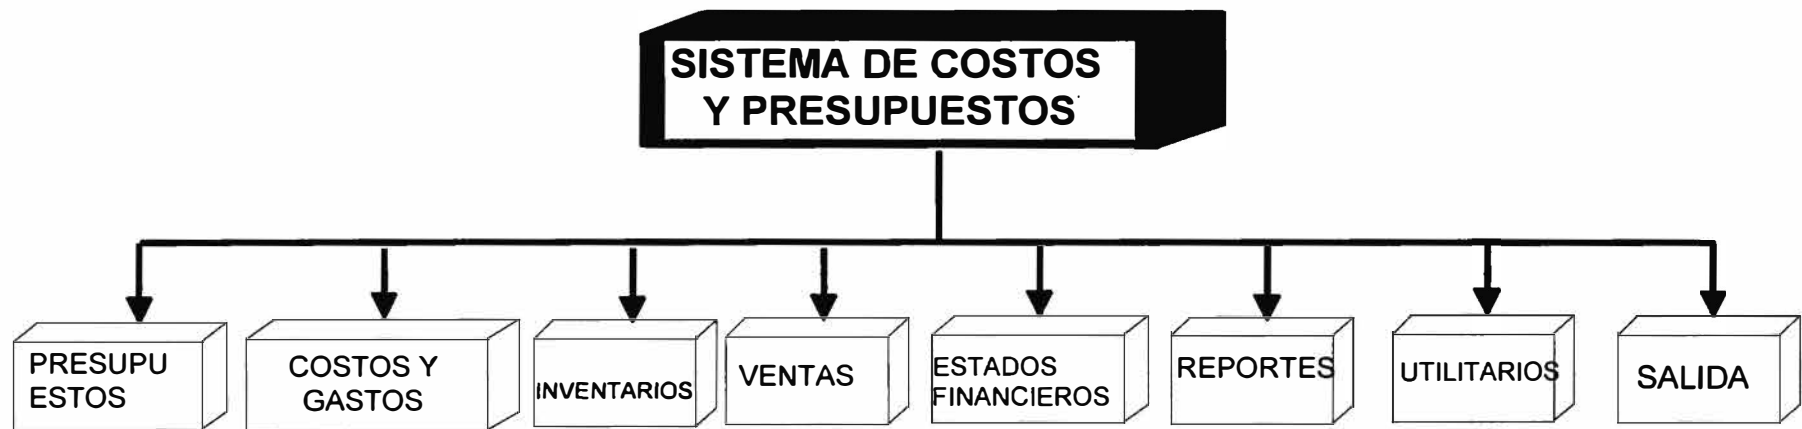 SISTEMA DE COSTOS
Y PRESUPUESTOS
PRESUPU
ESTOS
COSTOS Y
GASTOS
INVENTARIOS
VENTAS
ESTADOS
FINANCIEROS
REPORTES
UTILITARIOS
SALIDA